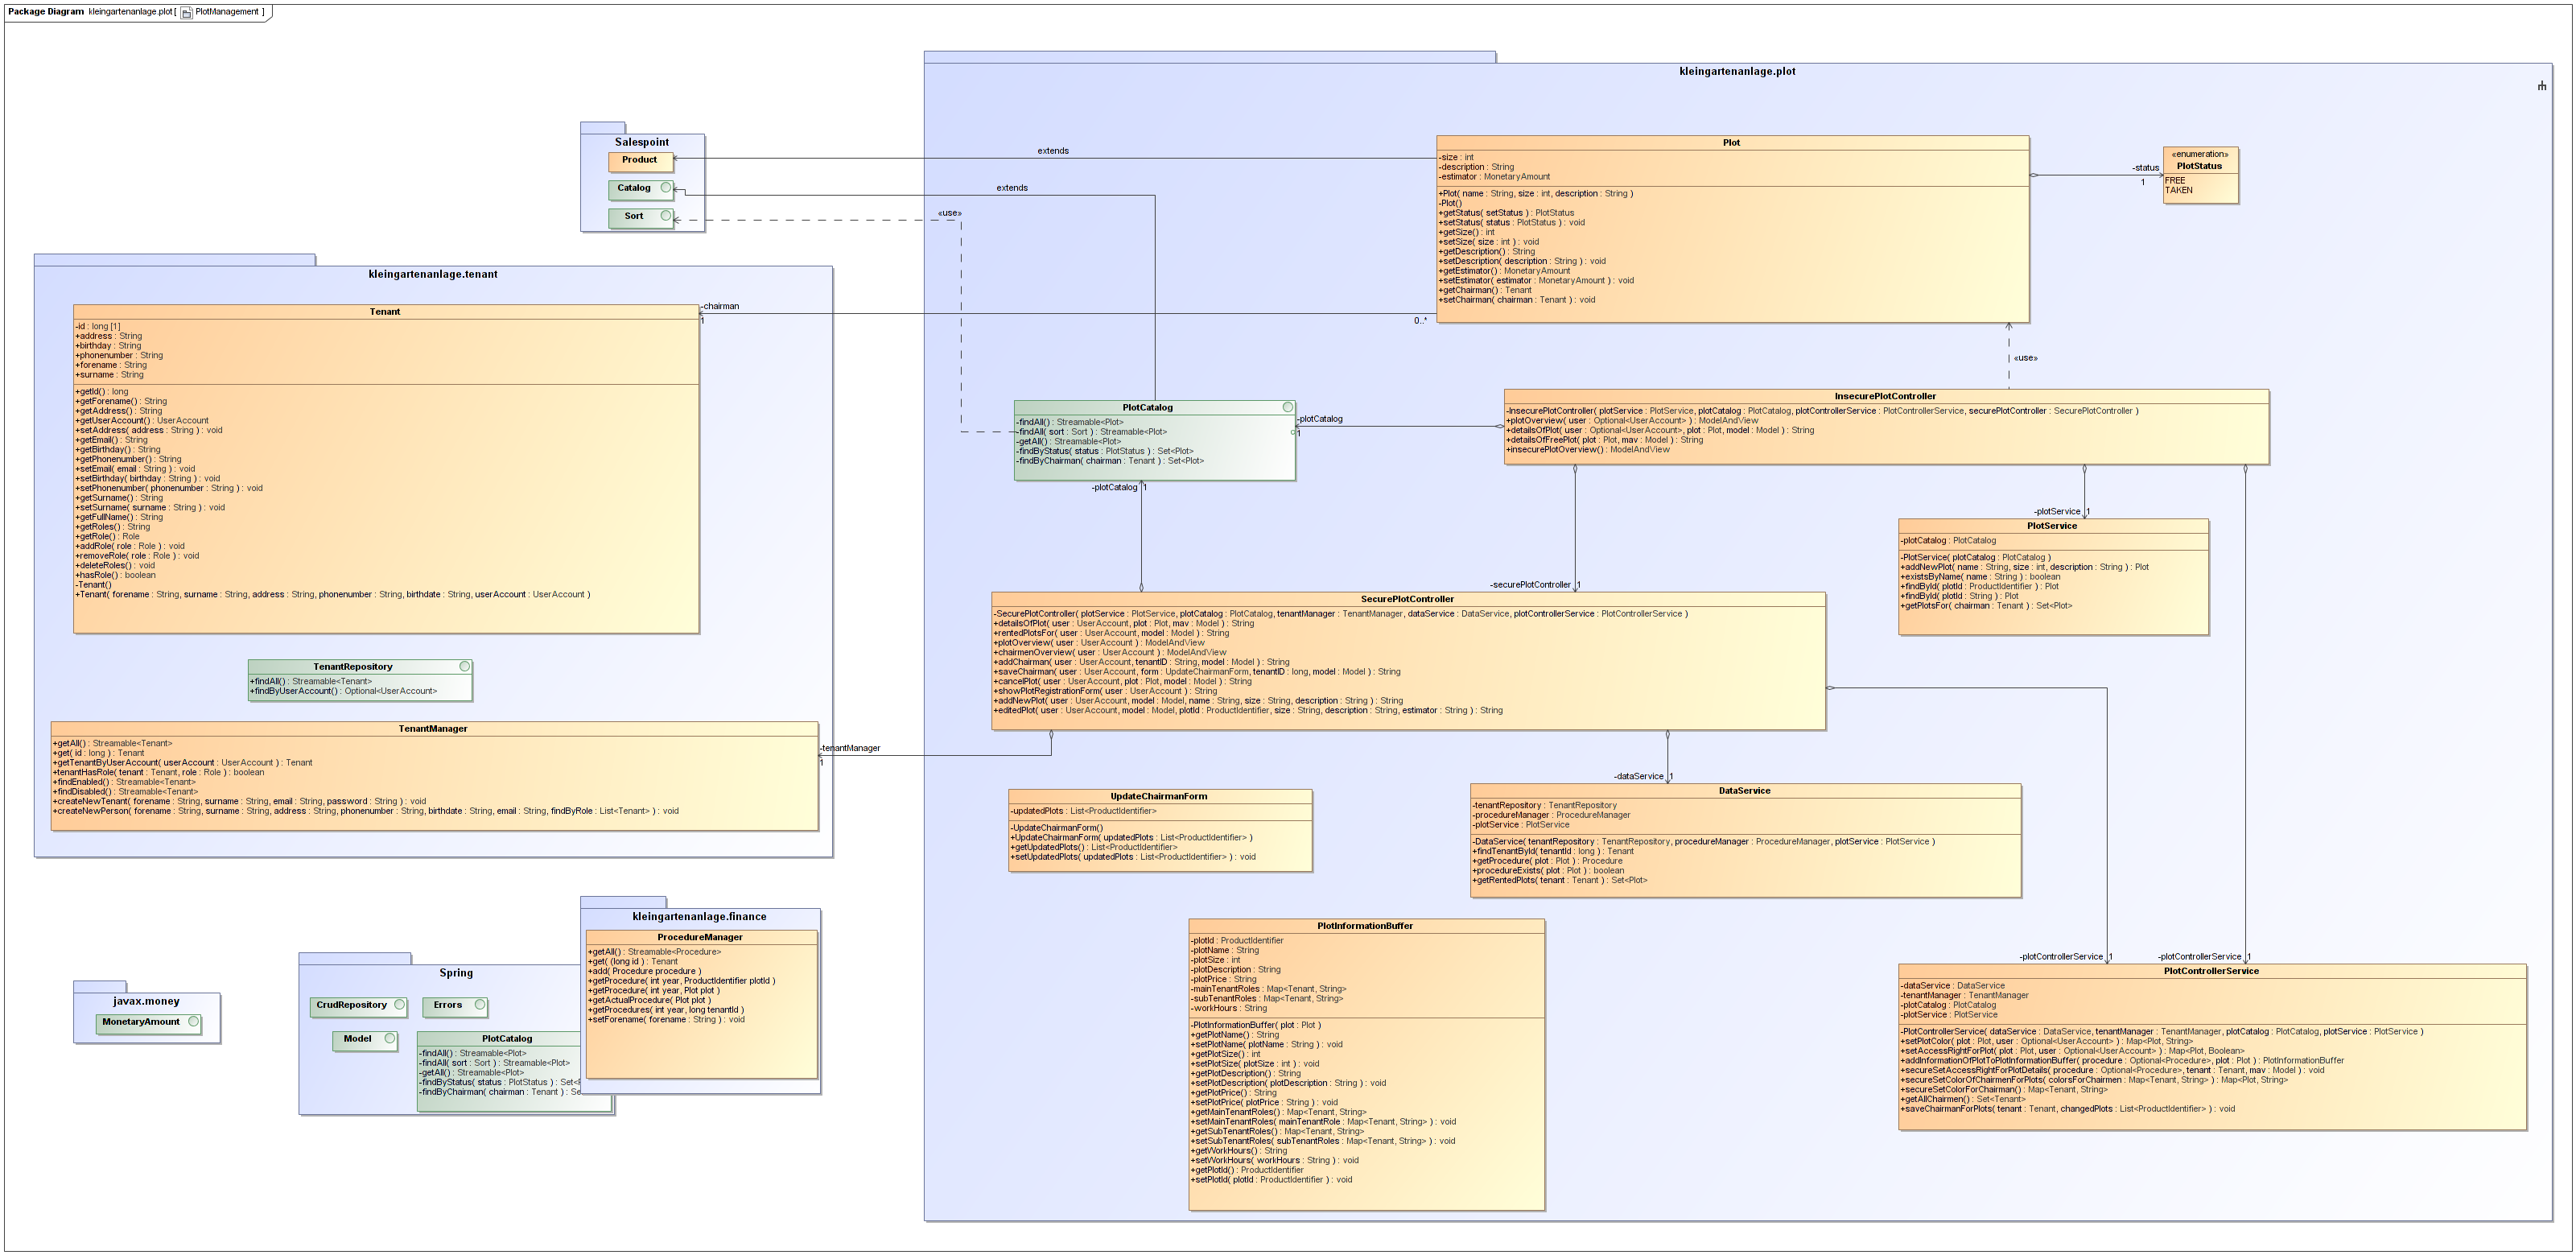 Package Diagram kleingartenanlage.plot [ PlotManagement ]
kleingartenanlage.plot
Salespoint
Product
Catalog
Sort
extends
extends
«use»
Plot
-size : int
-description : String
-estimator : MonetaryAmount
+Plot( name : String, size : int, description : String )
-Plot()
+getStatus( setStatus ) : PlotStatus
+setStatus( status : PlotStatus ) : void
+getSize() : int
+setSize( size : int ) : void
+getDescription() : String
+setDescription( description : String ) : void
+getEstimator() : MonetaryAmount
+setEstimator( estimator : MonetaryAmount ) : void
+getChairman() : Tenant
+setChairman( chairman : Tenant ) : void
-status
1
«enumeration»
PlotStatus
FREE
TAKEN
kleingartenanlage.tenant
Tenant
-id : long [1]
+address : String
+birthday : String
+phonenumber : String
+forename : String
+surname : String
+getId() : long
+getForename() : String
+getAddress() : String
+getUserAccount() : UserAccount
+setAddress( address : String ) : void
+getEmail() : String
+getBirthday() : String
+getPhonenumber() : String
+setEmail( email : String ) : void
+setBirthday( birthday : String ) : void
+setPhonenumber( phonenumber : String ) : void
+getSurname() : String
+setSurname( surname : String ) : void
+getFullName() : String
+getRoles() : String
+getRole() : Role
+addRole( role : Role ) : void
+removeRole( role : Role ) : void
+deleteRoles() : void
+hasRole() : boolean
-Tenant()
+Tenant( forename : String, surname : String, address : String, phonenumber : String, birthdate : String, userAccount : UserAccount )
-chairman
1
0..*
«use»
TenantRepository
+findAll() : Streamable<Tenant>
+findByUserAccount() : Optional<UserAccount>
TenantManager
+getAll() : Streamable<Tenant>
+get( id : long ) : Tenant
+getTenantByUserAccount( userAccount : UserAccount ) : Tenant
+tenantHasRole( tenant : Tenant, role : Role ) : boolean
+findEnabled() : Streamable<Tenant>
+findDisabled() : Streamable<Tenant>
+createNewTenant( forename : String, surname : String, email : String, password : String ) : void
+createNewPerson( forename : String, surname : String, address : String, phonenumber : String, birthdate : String, email : String, findByRole : List<Tenant> ) : void
-tenantManager
1
PlotCatalog
-findAll() : Streamable<Plot>
-findAll( sort : Sort ) : Streamable<Plot>
-getAll() : Streamable<Plot>
-findByStatus( status : PlotStatus ) : Set<Plot>
-findByChairman( chairman : Tenant ) : Set<Plot>
-plotCatalog
1
-plotCatalog
1
InsecurePlotController
-InsecurePlotController( plotService : PlotService, plotCatalog : PlotCatalog, plotControllerService : PlotControllerService, securePlotController : SecurePlotController )
+plotOverview( user : Optional<UserAccount> ) : ModelAndView
+detailsOfPlot( user : Optional<UserAccount>, plot : Plot, model : Model ) : String
+detailsOfFreePlot( plot : Plot, mav : Model ) : String
+insecurePlotOverview() : ModelAndView
-plotService
1
PlotService
-plotCatalog : PlotCatalog
-PlotService( plotCatalog : PlotCatalog )
+addNewPlot( name : String, size : int, description : String ) : Plot
+existsByName( name : String ) : boolean
+findById( plotId : ProductIdentifier ) : Plot
+findById( plotId : String ) : Plot
+getPlotsFor( chairman : Tenant ) : Set<Plot>
-securePlotController
1
SecurePlotController
-SecurePlotController( plotService : PlotService, plotCatalog : PlotCatalog, tenantManager : TenantManager, dataService : DataService, plotControllerService : PlotControllerService )
+detailsOfPlot( user : UserAccount, plot : Plot, mav : Model ) : String
+rentedPlotsFor( user : UserAccount, model : Model ) : String
+plotOverview( user : UserAccount ) : ModelAndView
+chairmenOverview( user : UserAccount ) : ModelAndView
+addChairman( user : UserAccount, tenantID : String, model : Model ) : String
+saveChairman( user : UserAccount, form : UpdateChairmanForm, tenantID : long, model : Model ) : String
+cancelPlot( user : UserAccount, plot : Plot, model : Model ) : String
+showPlotRegistrationForm( user : UserAccount ) : String
+addNewPlot( user : UserAccount, model : Model, name : String, size : String, description : String ) : String
+editedPlot( user : UserAccount, model : Model, plotId : ProductIdentifier, size : String, description : String, estimator : String ) : String
-dataService
1
UpdateChairmanForm
-updatedPlots : List<ProductIdentifier>
-UpdateChairmanForm()
+UpdateChairmanForm( updatedPlots : List<ProductIdentifier> )
+getUpdatedPlots() : List<ProductIdentifier>
+setUpdatedPlots( updatedPlots : List<ProductIdentifier> ) : void
DataService
-tenantRepository : TenantRepository
-procedureManager : ProcedureManager
-plotService : PlotService
-DataService( tenantRepository : TenantRepository, procedureManager : ProcedureManager, plotService : PlotService )
+findTenantById( tenantId : long ) : Tenant
+getProcedure( plot : Plot ) : Procedure
+procedureExists( plot : Plot ) : boolean
+getRentedPlots( tenant : Tenant ) : Set<Plot>
PlotInformationBuffer
-plotId : ProductIdentifier
-plotName : String
-plotSize : int
-plotDescription : String
-plotPrice : String
-mainTenantRoles : Map<Tenant, String>
-subTenantRoles : Map<Tenant, String>
-workHours : String
-PlotInformationBuffer( plot : Plot )
+getPlotName() : String
+setPlotName( plotName : String ) : void
+getPlotSize() : int
+setPlotSize( plotSize : int ) : void
+getPlotDescription() : String
+setPlotDescription( plotDescription : String ) : void
+getPlotPrice() : String
+setPlotPrice( plotPrice : String ) : void
+getMainTenantRoles() : Map<Tenant, String>
+setMainTenantRoles( mainTenantRole : Map<Tenant, String> ) : void
+getSubTenantRoles() : Map<Tenant, String>
+setSubTenantRoles( subTenantRoles : Map<Tenant, String> ) : void
+getWorkHours() : String
+setWorkHours( workHours : String ) : void
+getPlotId() : ProductIdentifier
+setPlotId( plotId : ProductIdentifier ) : void
-plotControllerService
1
-plotControllerService
1
PlotControllerService
-dataService : DataService
-tenantManager : TenantManager
-plotCatalog : PlotCatalog
-plotService : PlotService
-PlotControllerService( dataService : DataService, tenantManager : TenantManager, plotCatalog : PlotCatalog, plotService : PlotService )
+setPlotColor( plot : Plot, user : Optional<UserAccount> ) : Map<Plot, String>
+setAccessRightForPlot( plot : Plot, user : Optional<UserAccount> ) : Map<Plot, Boolean>
+addInformationOfPlotToPlotInformationBuffer( procedure : Optional<Procedure>, plot : Plot ) : PlotInformationBuffer
+secureSetAccessRightForPlotDetails( procedure : Optional<Procedure>, tenant : Tenant, mav : Model ) : void
+secureSetColorOfChairmenForPlots( colorsForChairmen : Map<Tenant, String> ) : Map<Plot, String>
+secureSetColorForChairman() : Map<Tenant, String>
+getAllChairmen() : Set<Tenant>
+saveChairmanForPlots( tenant : Tenant, changedPlots : List<ProductIdentifier> ) : void
javax.money
MonetaryAmount
Spring
CrudRepository
Errors
Model
PlotCatalog
-findAll() : Streamable<Plot>
-findAll( sort : Sort ) : Streamable<Plot>
-getAll() : Streamable<Plot>
-findByStatus( status : PlotStatus ) : Set<
-findByChairman( chairman : Tenant ) : Se
kleingartenanlage.finance
ProcedureManager
+getAll() : Streamable<Procedure>
+get( (long id ) : Tenant
+add( Procedure procedure )
+getProcedure( int year, ProductIdentifier plotId )
+getProcedure( int year, Plot plot )
+getActualProcedure( Plot plot )
+getProcedures( int year, long tenantId )
+setForename( forename : String ) : void